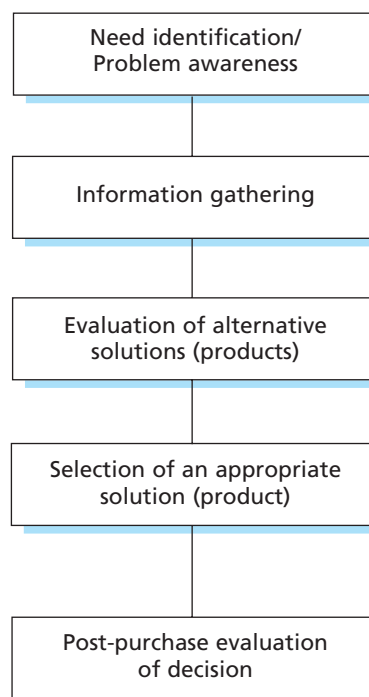 Need identification/
Problem awareness
Information gathering
Evaluation of alternative
solutions (products)
Selection of an appropriate
solution (product)
Post-purchase evaluation
of decision